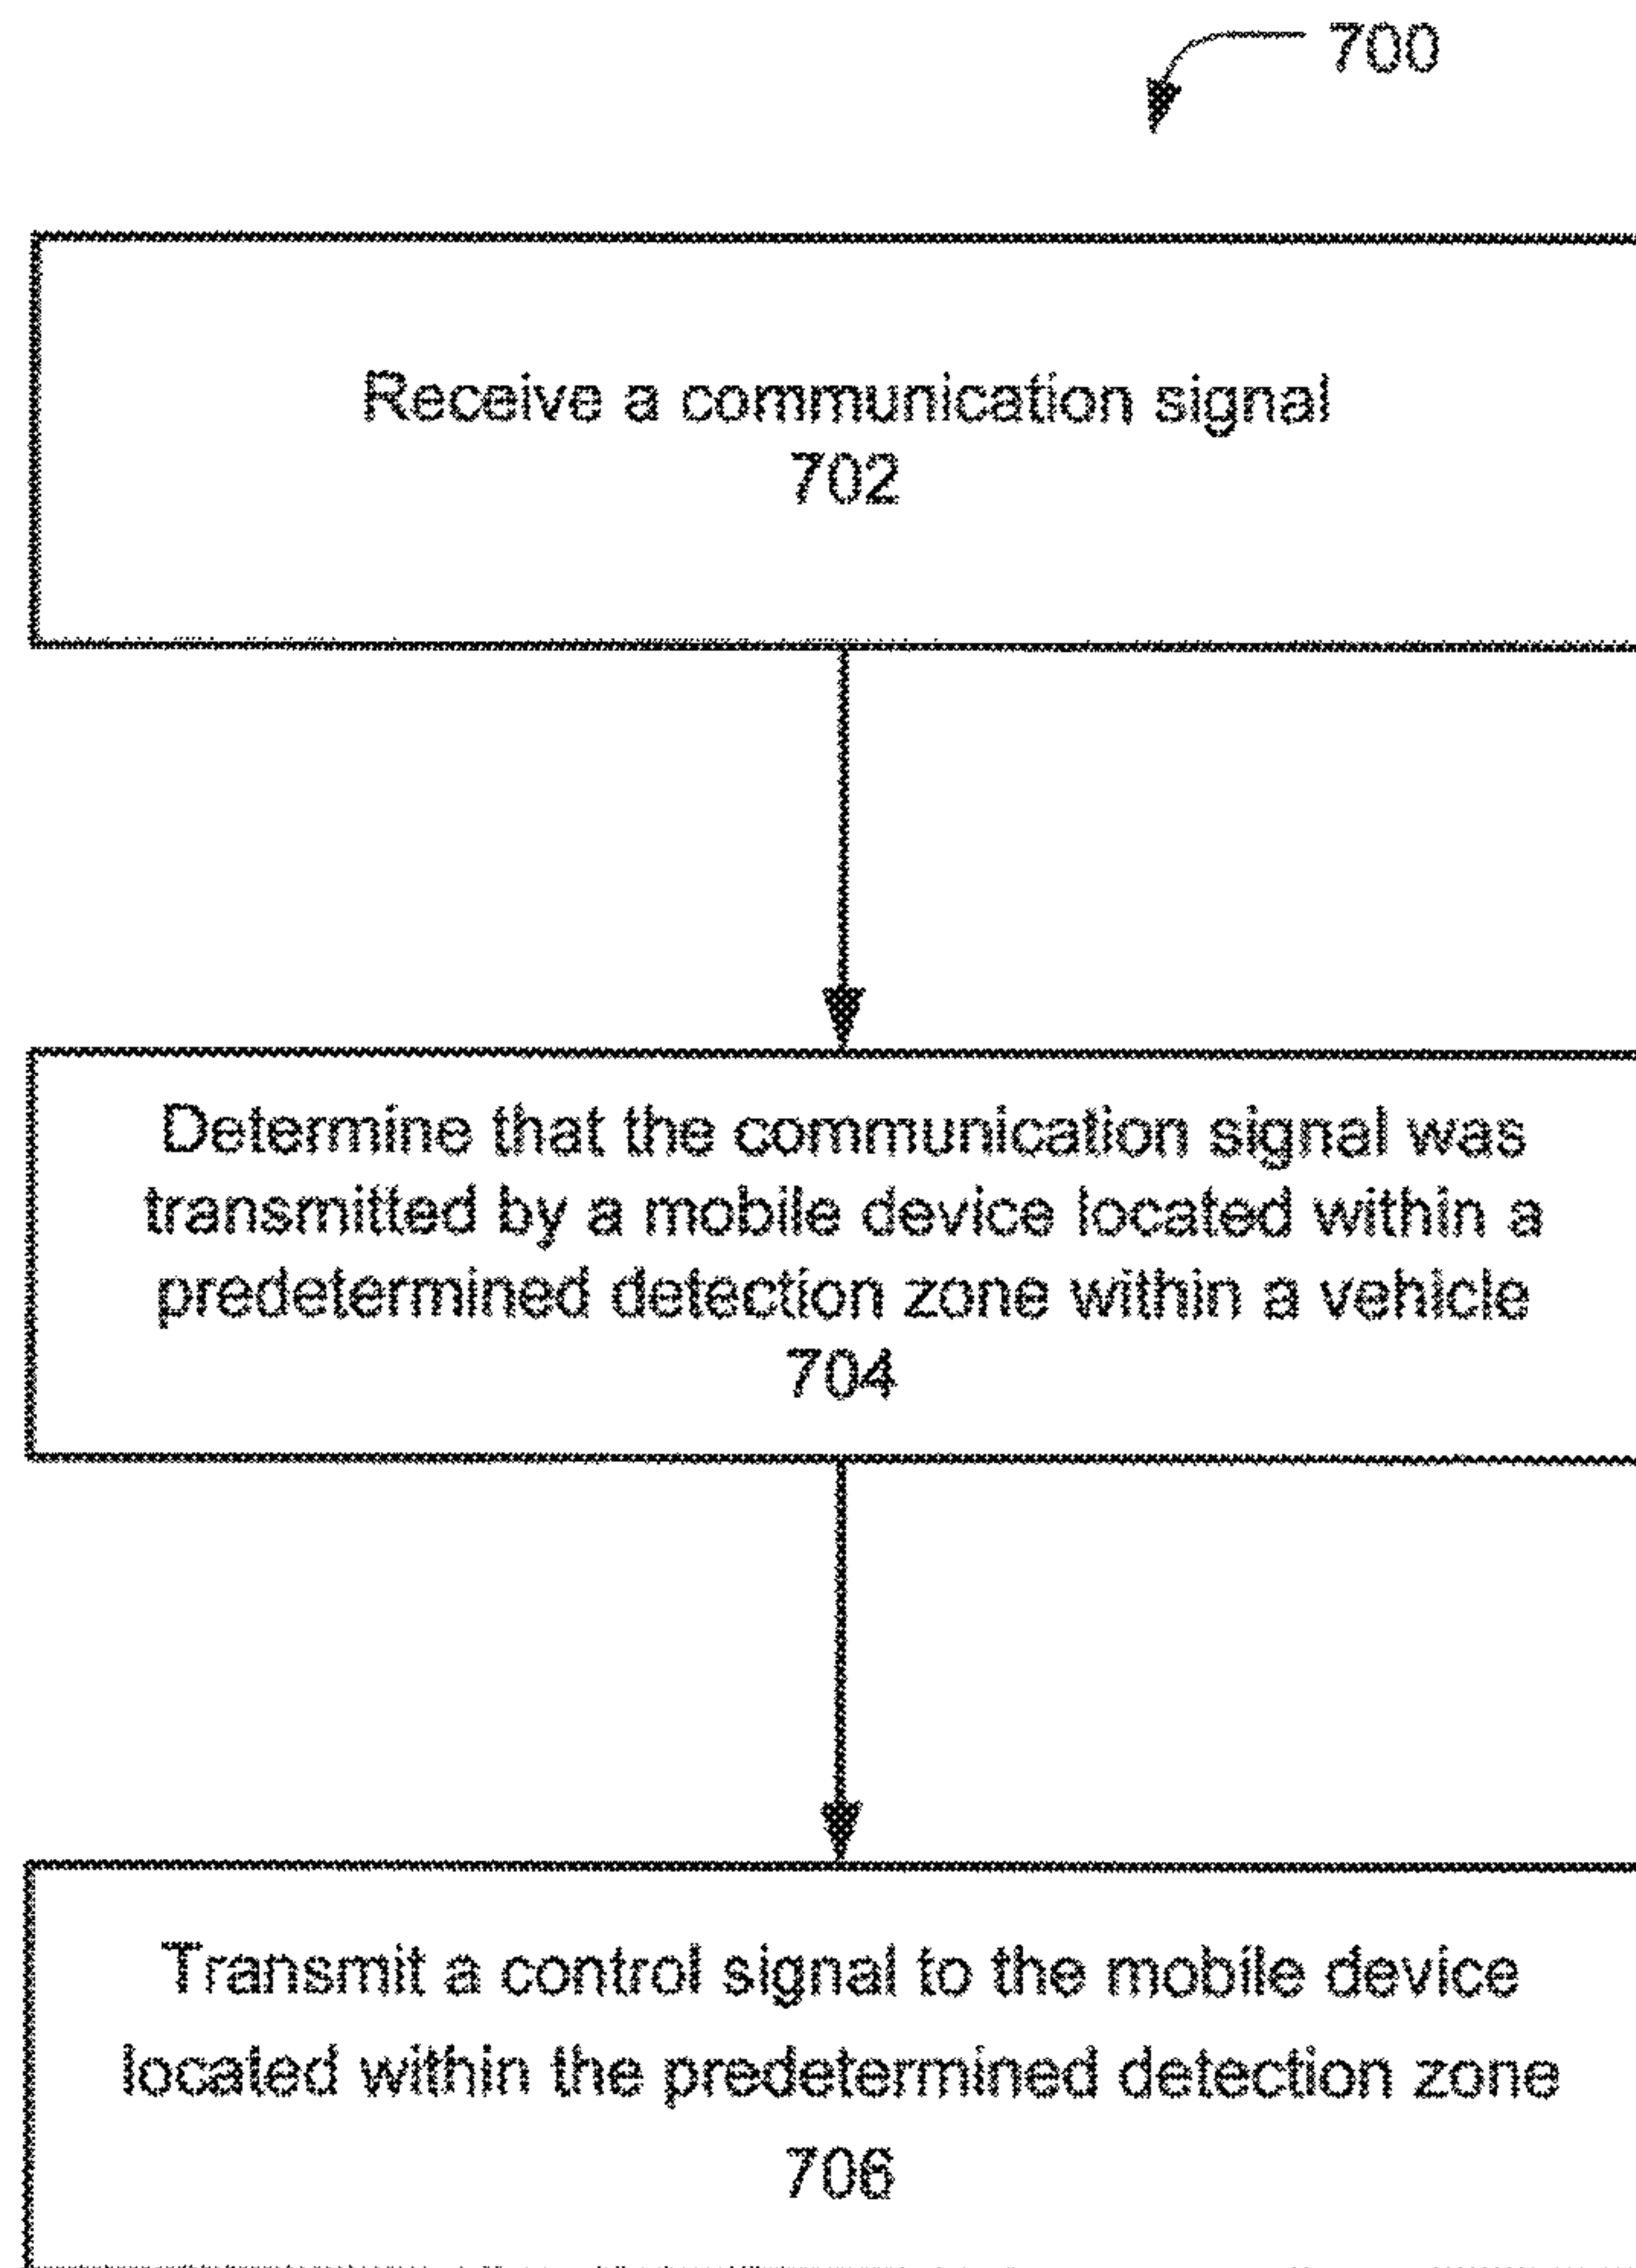 700
Receive a communication signal
702
Determine that the communication signal was
transmitted by a mobile device located within a
predetermined detection zone within a vehicle
704
Transmit a control signal to the mobile device
located within the predetermined detection zone
706